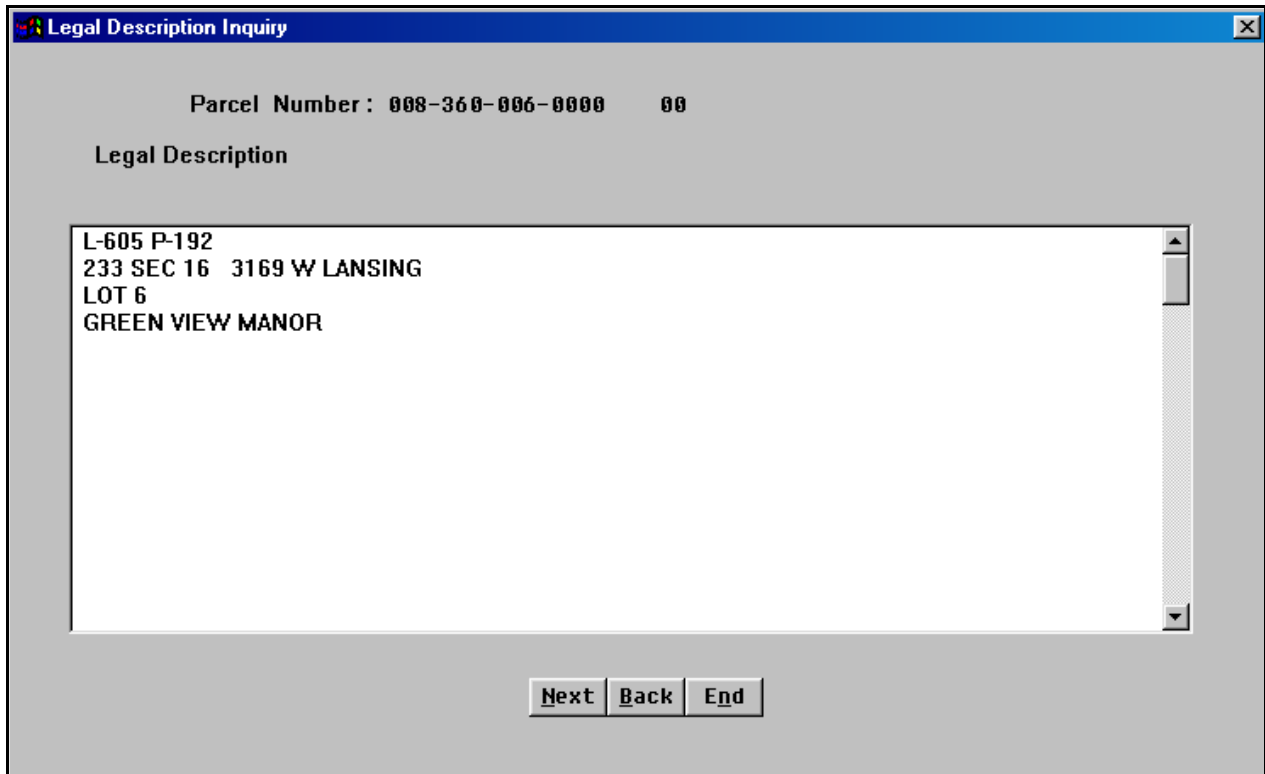 Legal Description Inquiry
Parcel Number: 008-360-006-0000 00
Legal Description
L-605 P-192
233 SEC 16 3169 W LANSING
LOT 6
GREEN VIEW MANOR
Next Back End